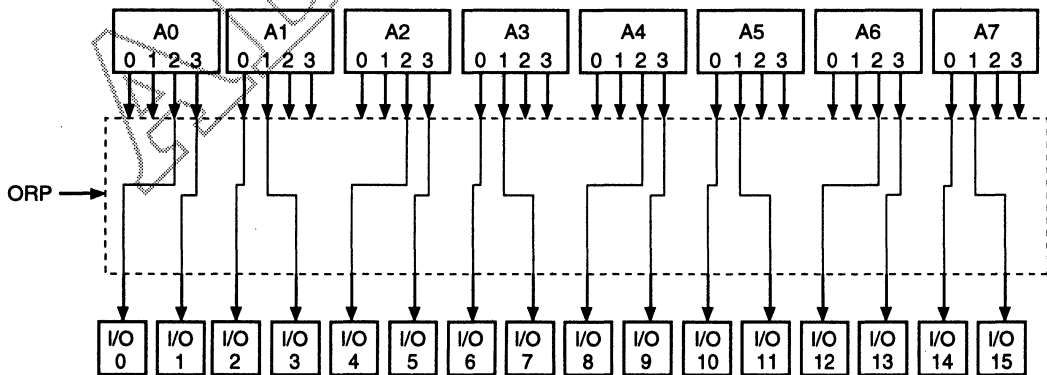 A0 A1 A2 A3 A4 A5 A6 A7
0 1 2 3 0 1 2 3 0 1 2 3 0 1 2 3 0 1 2 3 0 1 2 3 0 1 2 3 0 1 2 3
ORP
I/O I/O I/O I/O I/O I/O I/O I/O I/O I/O I/O I/O I/O I/O I/O I/O
0 1 2 3 4 5 6 7 8 9 10 11 12 13 14 15